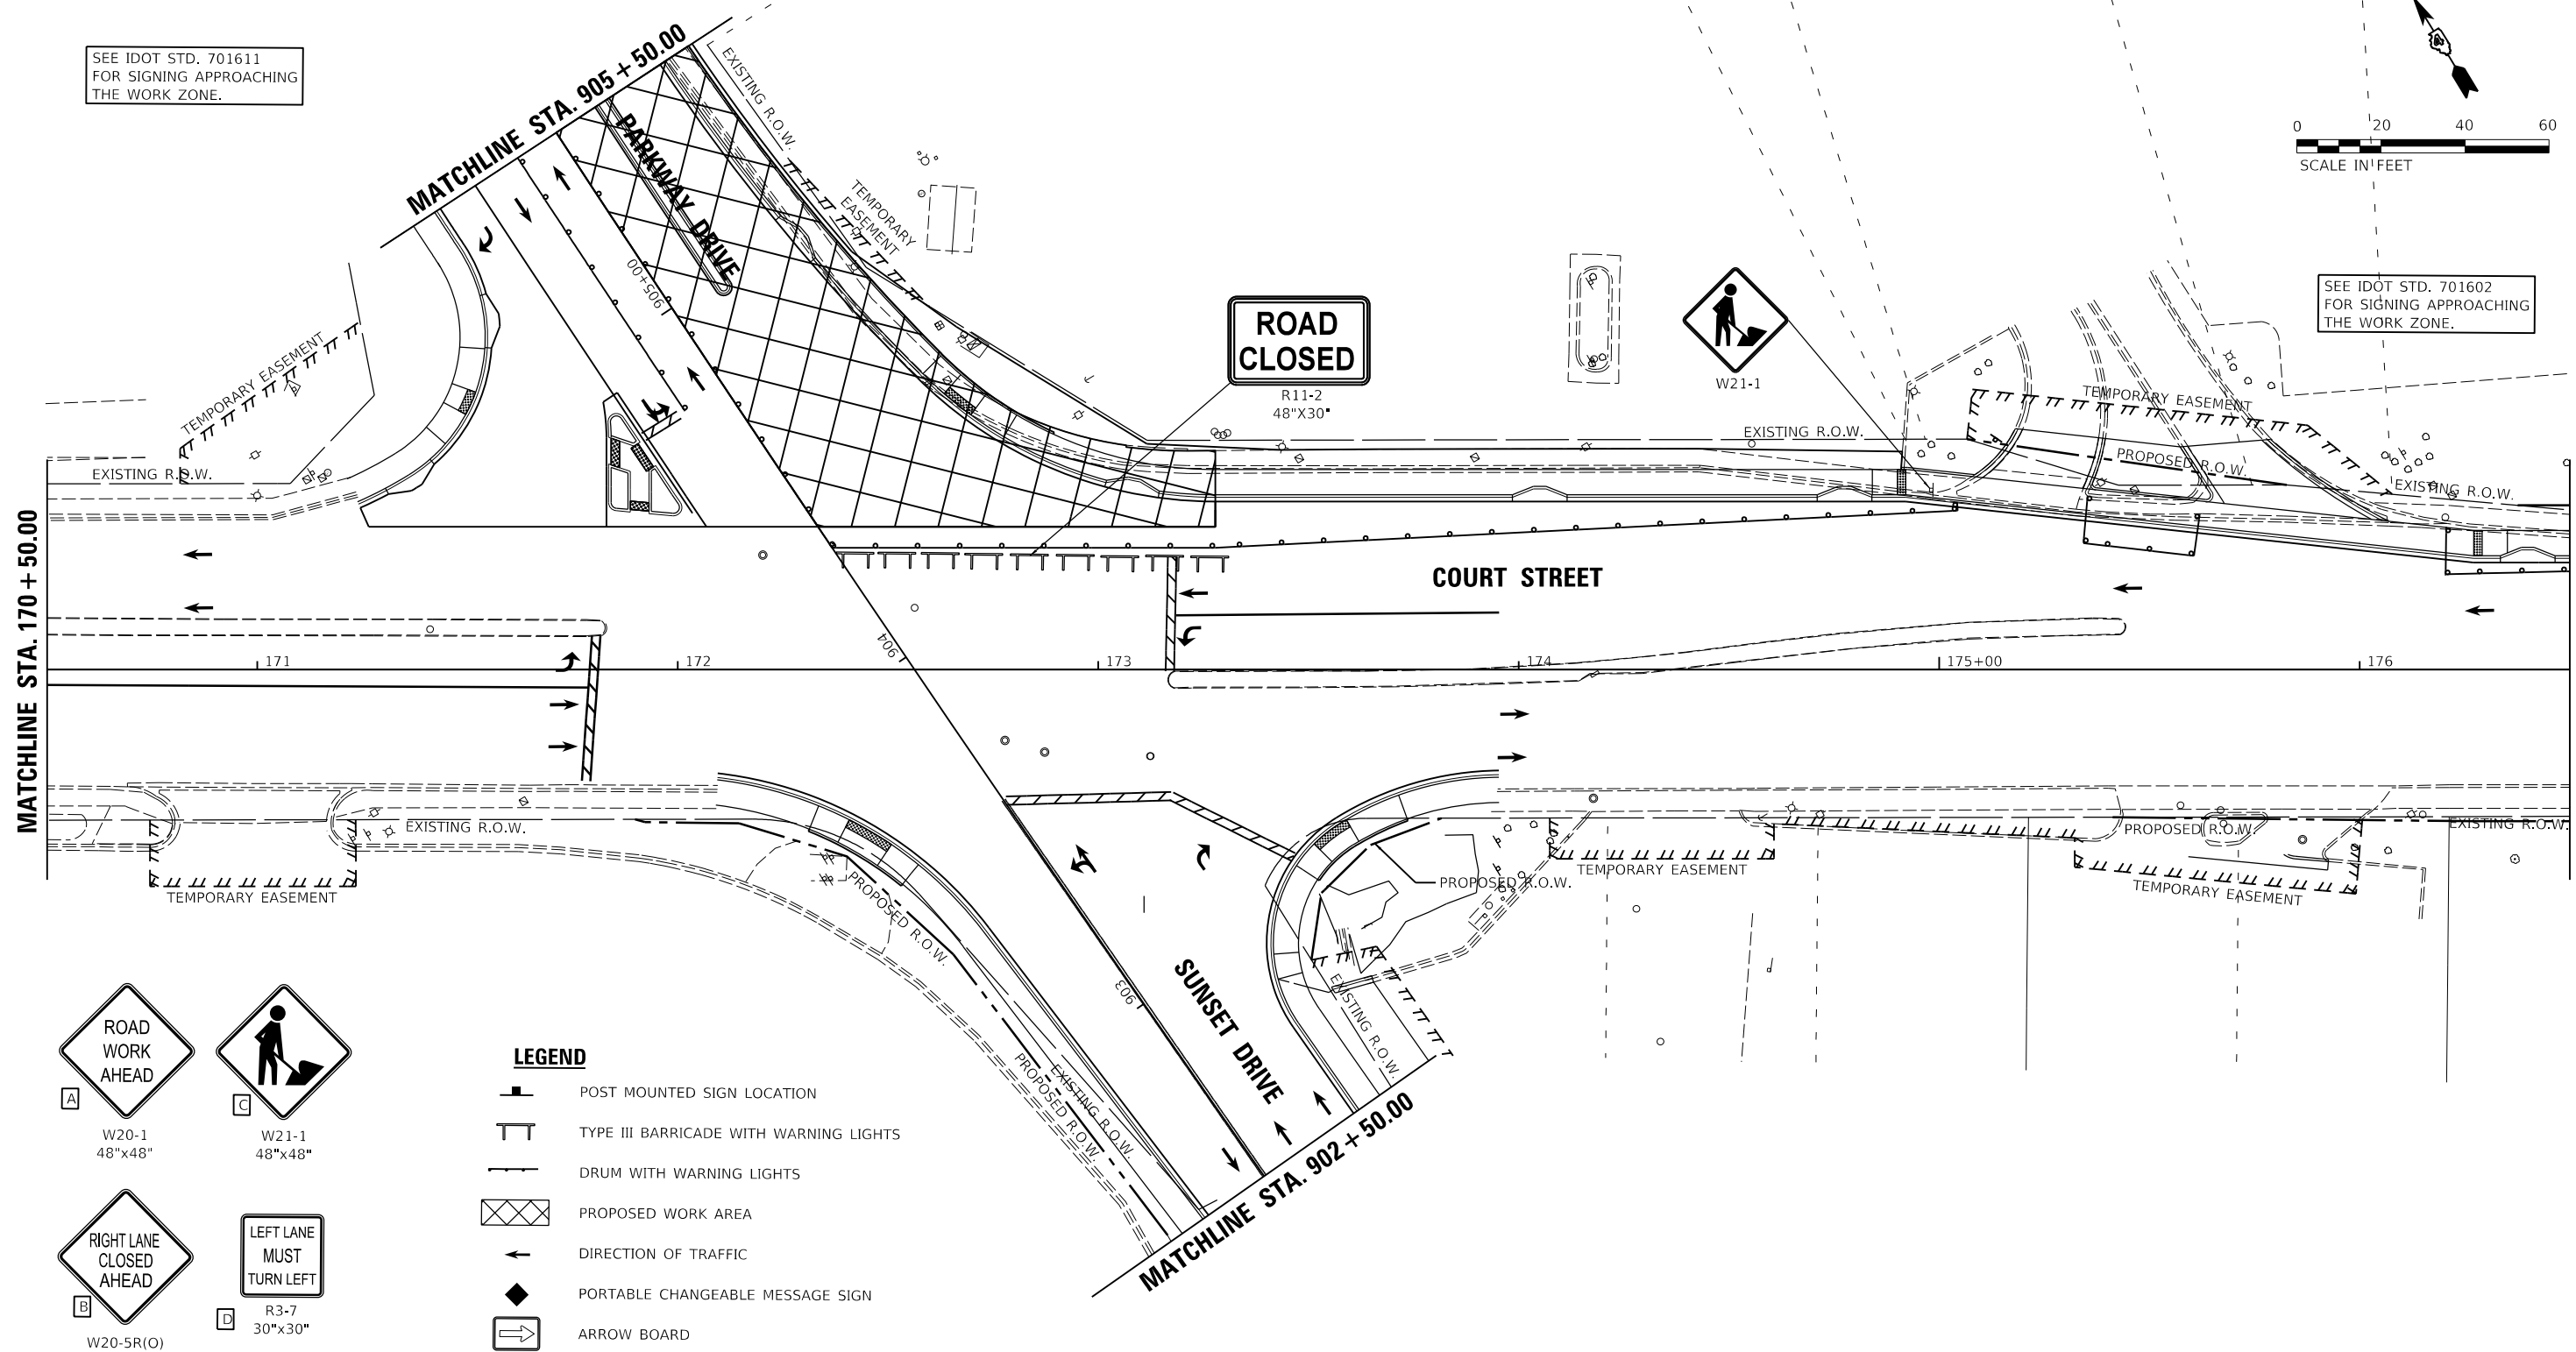 SEE IDOT STD. 701611
FOR SIGNING APPROACHING
THE WORK ZONE.
MATCHLINE STA. 905+50.00
PARKWAY DRIVE
EXISTING R.O.W.
TEMPORARY
EASEMENT
905+00
0 20 40 60
SCALE IN FEET
SEE IDOT STD. 701602
FOR SIGNING APPROACHING
THE WORK ZONE.
ROAD
CLOSED
R11-2
48"X30"
W21-1
TEMPORARY EASEMENT
EXISTING R.O.W.
EXISTING R.O.W.
TEMPORARY EASEMENT
PROPOSED R.O.W.
EXISTING R.O.W.
MATCHLINE STA. 170+50.00
COURT STREET
904
171
172
173
174
175+00
176
EXISTING R.O.W.
TEMPORARY EASEMENT
PROPOSED R.O.W.
PROPOSED R.O.W.
EXISTING R.O.W.
903
SUNSET DRIVE
MATCHLINE STA. 902+50.00
EXISTING R.O.W.
PROPOSED R.O.W.
TEMPORARY EASEMENT
PROPOSED R.O.W.
TEMPORARY EASEMENT
EXISTING R.O.W.
ROAD
WORK
AHEAD
A
W20-1
48"x48"
C
W21-1
48"x48"
RIGHT LANE
CLOSED
AHEAD
B
W20-5R(O)
LEFT LANE
MUST
TURN LEFT
D
R3-7
30"x30"
LEGEND
POST MOUNTED SIGN LOCATION
TYPE III BARRICADE WITH WARNING LIGHTS
DRUM WITH WARNING LIGHTS
PROPOSED WORK AREA
DIRECTION OF TRAFFIC
PORTABLE CHANGEABLE MESSAGE SIGN
ARROW BOARD